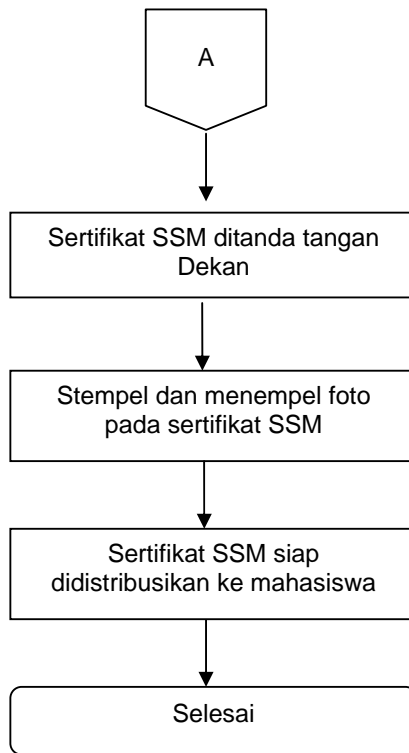 A
Sertifikat SSM ditanda tangan
Dekan
Stempel dan menempel foto
pada sertifikat SSM
Sertifikat SSM siap
didistribusikan ke mahasiswa
Selesai